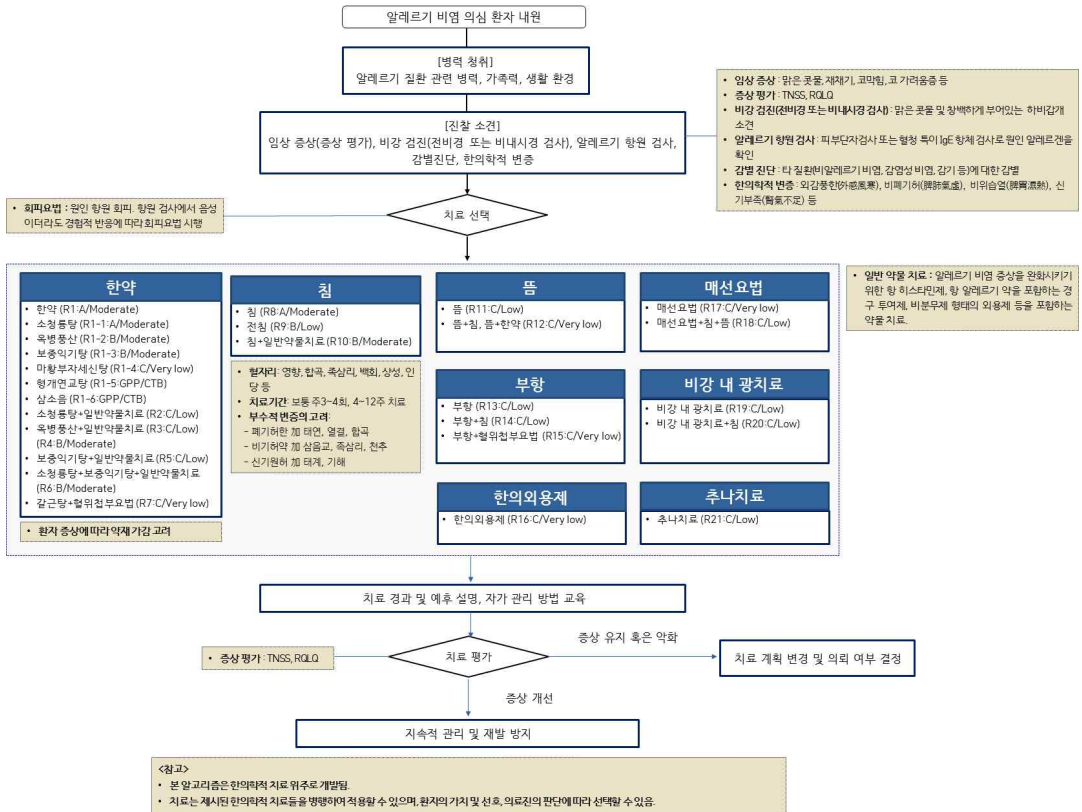 알레르기 비염 의심 환자 내원
[병력 청취]
알레르기 질환 관련 병력, 가족력, 생활 환경
[진찰 소견]
임상 증상(증상 평가), 비강 검진(전비경 또는 비내시경 검사), 알레르기 항원 검사,
감별진단, 한의학적 변증
• 임상 증상 : 맑은 콧물, 재채기, 코막힘, 코 가려움증 등
• 증상 평가 : TNSS, RQLQ
• 비강 검진(전비경 또는 비내시경 검사) : 맑은 콧물 및 창백하게 부어있는 하비갑개
소견
• 알레르기 항원 검사 : 피부단자검사 또는 혈청 특이 IgE 항체 검사로 원인 알레르겐을
확인
• 감별 진단 : 타 질환(비알레르기 비염, 감염성 비염, 감기 등)에 대한 감별
• 한의학적 변증 : 외감풍한(外感風寒), 비폐기허(脾肺氣虛), 비위습열(脾胃濕熱), 신
기부족(腎氣不足) 등
• 회피요법 : 원인 항원 회피. 항원 검사에서 음성
이더라도 경험적 반응에 따라 회피요법 시행
치료 선택
한약
• 한약 (R1:A/Moderate)
• 소청룡탕 (R1-1:A/Moderate)
• 옥병풍산 (R1-2:B/Moderate)
• 보중익기탕 (R1-3:B/Moderate)
• 마황부자세신탕 (R1-4:C/Very low)
• 형개연교탕 (R1-5:GPP/CTB)
• 삼소음 (R1-6:GPP/CTB)
• 소청룡탕+일반약물치료 (R2:C/Low)
• 옥병풍산+일반약물치료 (R3:C/Low)
(R4:B/Moderate)
• 보중익기탕+일반약물치료 (R5:C/Low)
• 소청룡탕+보중익기탕+일반약물치료
(R6:B/Moderate)
• 갈근탕+혈위첩부요법 (R7:C/Very low)
• 환자 증상에 따라 약재 가감 고려
침
• 침 (R8:A/Moderate)
• 전침 (R9:B/Low)
• 침+일반약물치료 (R10:B/Moderate)
• 혈자리 : 영향, 합곡, 족삼리, 백회, 상성, 인
당 등
• 치료기간: 보통 주3~4회, 4~12주 치료
• 부수적 변증의 고려 :
– 폐기허한 加 태연, 열결, 합곡
– 비기허약 加 삼음교, 족삼리, 천추
– 신기원허 加 태계, 기해
뜸
• 뜸 (R11:C/Low)
• 뜸+침, 뜸+한약 (R12:C/Very low)
부항
• 부항 (R13:C/Low)
• 부항+침 (R14:C/Low)
• 부항+혈위첩부요법 (R15:C/Very low)
한의외용제
• 한의외용제 (R16:C/Very low)
매선요법
• 매선요법 (R17:C/Very low)
• 매선요법+침+뜸 (R18:C/Low)
비강 내 광치료
• 비강 내 광치료 (R19:C/Low)
• 비강 내 광치료+침 (R20:C/Low)
추나치료
• 추나치료 (R21:C/Low)
• 일반 약물 치료 : 알레르기 비염 증상을 완화시키기
위한 항 히스타민제, 항 알레르기 약을 포함하는 경
구 투여제, 비분무제 형태의 외용제 등을 포함하는
약물 치료.
치료 경과 및 예후 설명, 자가 관리 방법 교육
• 증상 평가 : TNSS, RQLQ
치료 평가
증상 유지 혹은 악화
치료 계획 변경 및 의뢰 여부 결정
증상 개선
지속적 관리 및 재발 방지
<참고>
• 본 알고리즘은 한의학적 치료 위주로 개발됨.
• 치료는 제시된 한의학적 치료들을 병행하여 적용할 수 있으며, 환자의 가치 및 선호, 의료진의 판단에 따라 선택할 수 있음.